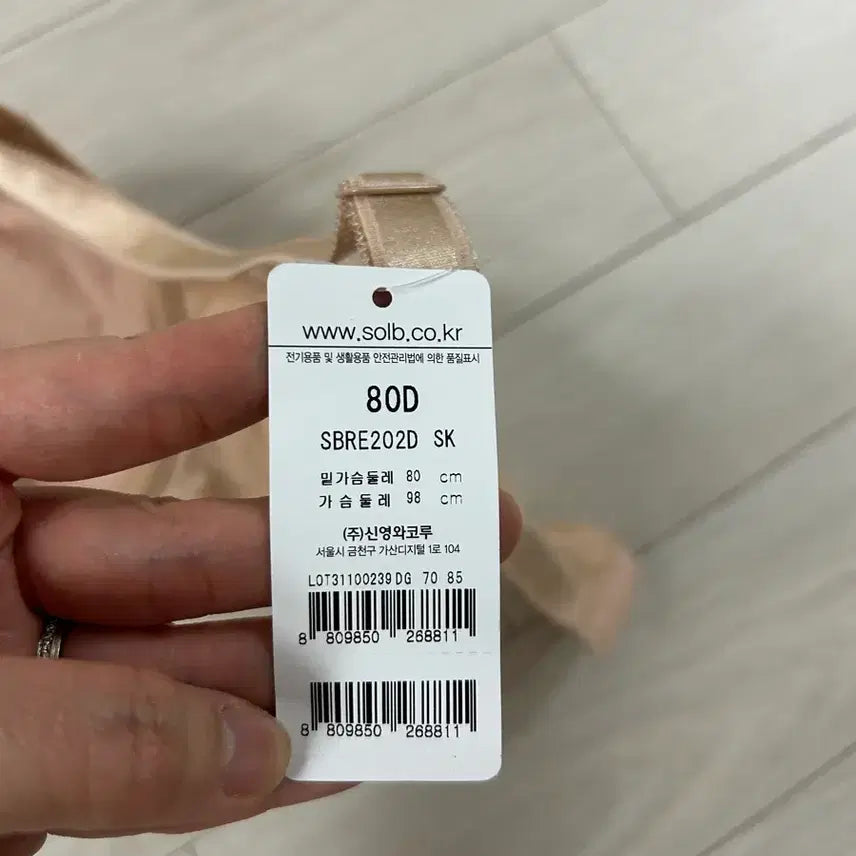 www.solb.co.kr
전기용품 및 생활용품 안전관리법에 의한 품질표시
80D
SBRE202D SK
밑가슴둘레 80 cm
가슴둘레 98 cm
(주)신영와코루
서울시 금천구 가산디지털 1로 104
LOT31100239 DG 70 85
8 809850 268811
8 809850 268811